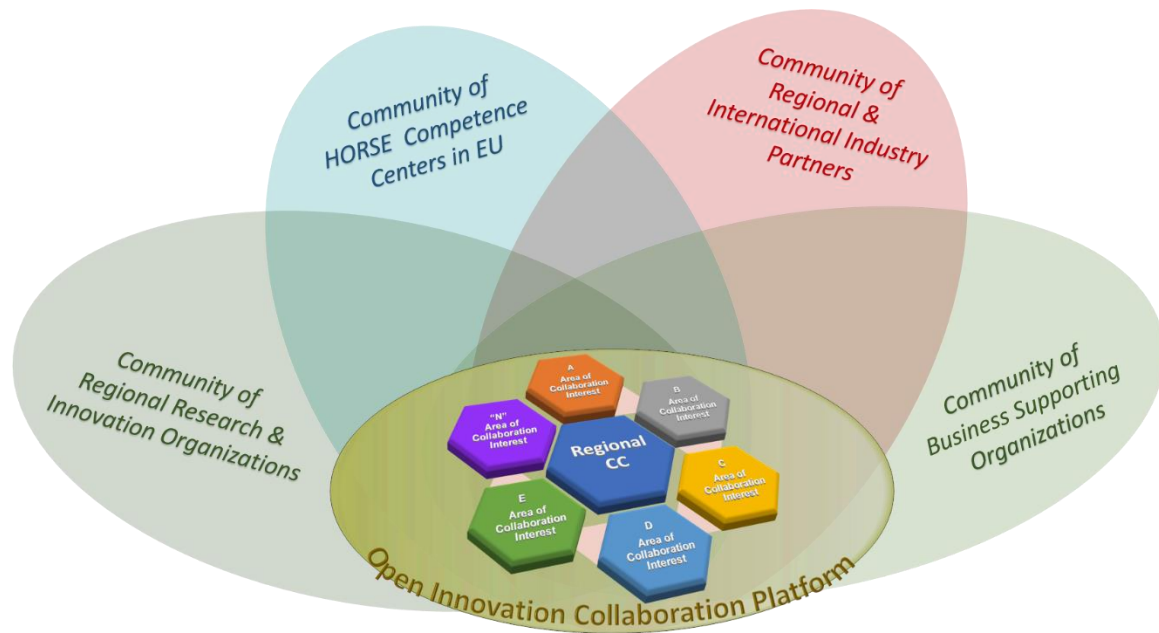 Community of
HORSE Competence
Centers in EU
Community of
Regional &
International Industry
Partners
Community of
Regional Research &
Innovation Organizations
Community of
Business Supporting
Organizations
A
Area of
Collaboration
Interest
B
Area of
Collaboration
Interest
"N"
Area of
Collaboration
Interest
Regional
CC
C
Area of
Collaboration
Interest
E
Area of
Collaboration
Interest
D
Area of
Collaboration
Interest
Open Innovation Collaboration Platform